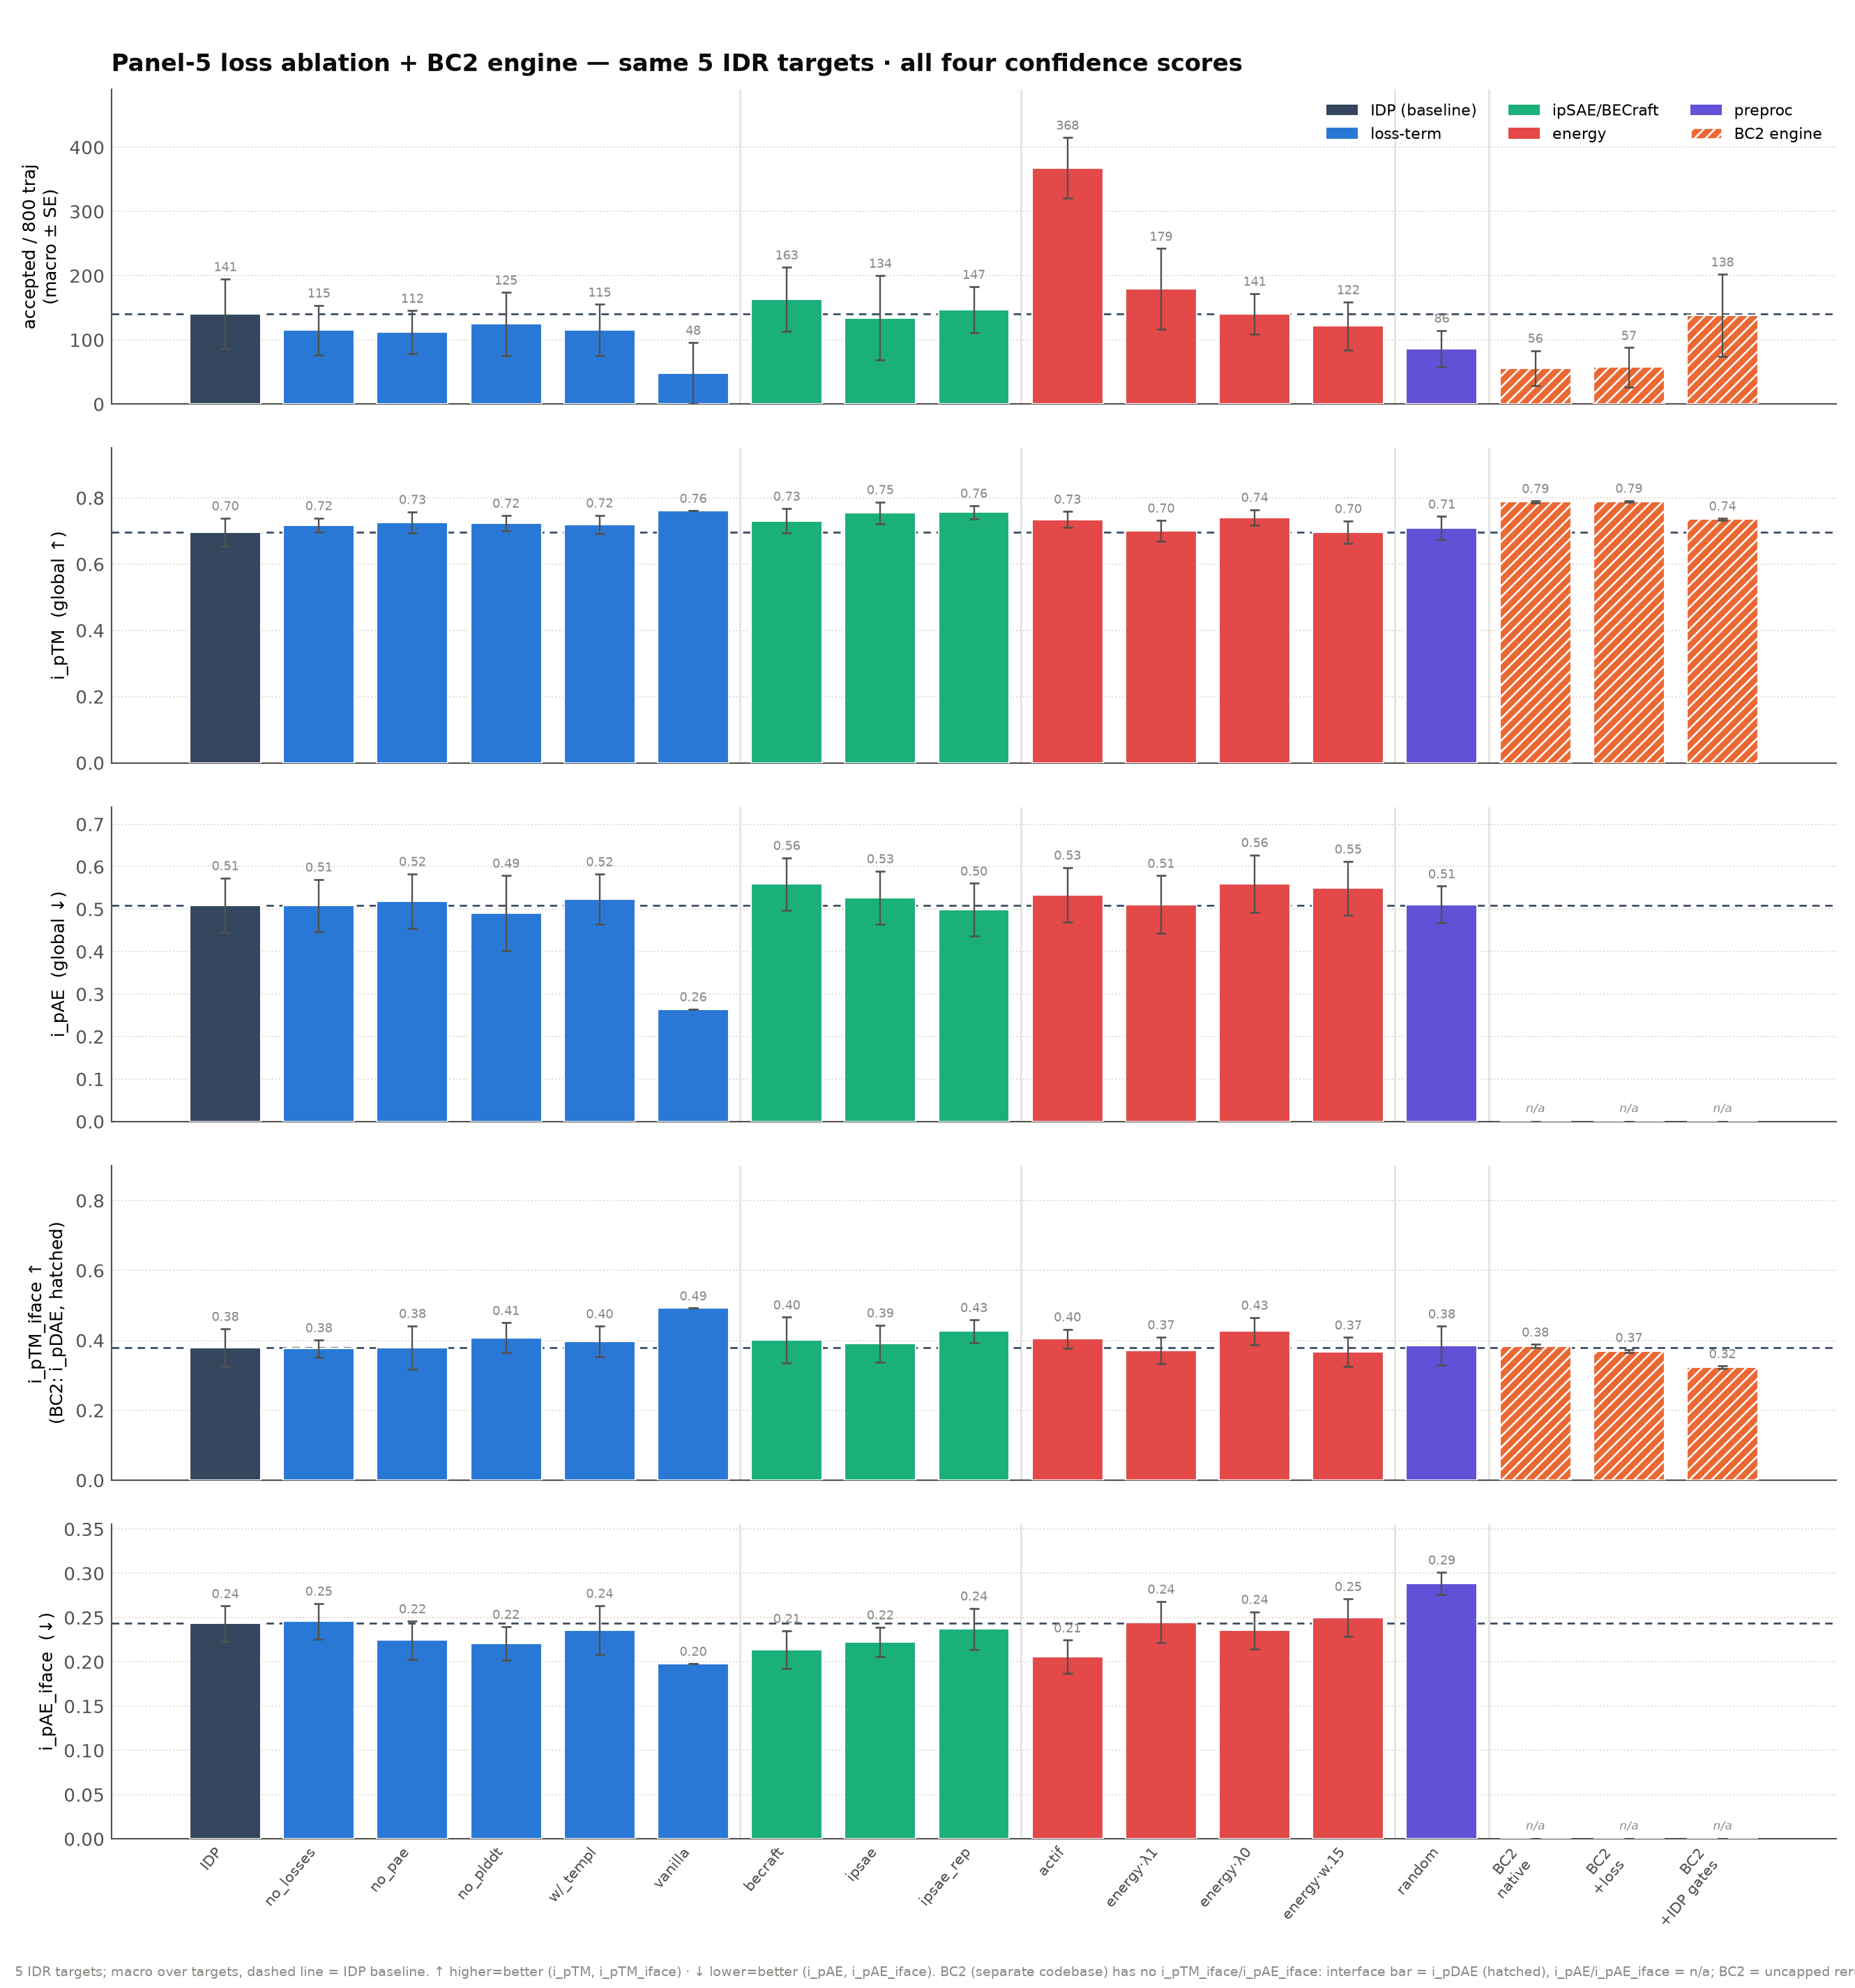 Panel-5 loss ablation + BC2 engine — same 5 IDR targets · all four confidence scores
IDP (baseline)
loss-term
ipSAE/BECraft
energy
preproc
BC2 engine
accepted / 800 traj
(macro ± SE)
400
300
200
100
0
141
115
112
125
115
48
163
134
147
368
179
141
122
86
56
57
138
i_pTM (global ↑)
0.8
0.6
0.4
0.2
0.0
0.70
0.72
0.73
0.72
0.72
0.76
0.73
0.75
0.76
0.73
0.70
0.74
0.70
0.71
0.79
0.79
0.74
i_pAE (global ↓)
0.7
0.6
0.5
0.4
0.3
0.2
0.1
0.0
0.51
0.51
0.52
0.49
0.52
0.26
0.56
0.53
0.50
0.53
0.51
0.56
0.55
0.51
n/a
n/a
n/a
i_pTM_iface ↑
(BC2: i_pDAE, hatched)
0.8
0.6
0.4
0.2
0.0
0.38
0.38
0.38
0.41
0.40
0.49
0.40
0.39
0.43
0.40
0.37
0.43
0.37
0.38
0.38
0.37
0.32
i_pAE_iface (↓)
0.35
0.30
0.25
0.20
0.15
0.10
0.05
0.00
0.24
0.25
0.22
0.22
0.24
0.20
0.21
0.22
0.24
0.21
0.24
0.24
0.25
0.29
n/a
n/a
n/a
IDP
no_losses
no_pae
no_plddt
w/_templ
vanilla
becraft
ipsae
ipsae_rep
actif
energy·λ1
energy·λ0
energy·w.15
random
BC2
native
BC2
+loss
BC2
+IDP gates
5 IDR targets; macro over targets, dashed line = IDP baseline. ↑ higher=better (i_pTM, i_pTM_iface) · ↓ lower=better (i_pAE, i_pAE_iface). BC2 (separate codebase) has no i_pTM_iface/i_pAE_iface: interface bar = i_pDAE (hatched), i_pAE/i_pAE_iface = n/a; BC2 = uncapped